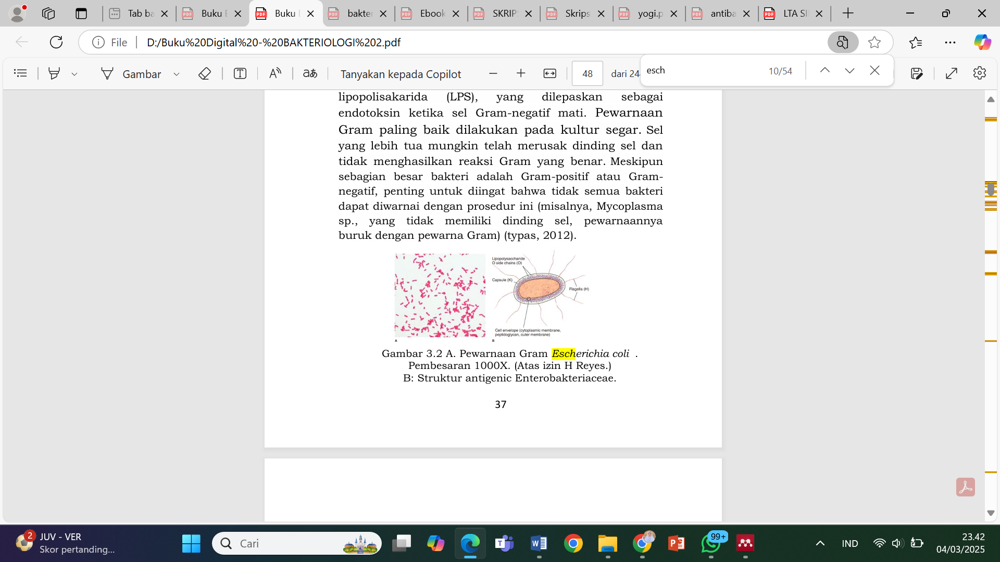 Tab ba
Buku E
Buku I
bakter
Ebook
SKRIP
Skrips
yogi.p
antiba
LTA SI
File
D:/Buku%20Digital%20-%20BAKTERIOLOGI%202.pdf
Gambar
Tanyakan kepada Copilot
48
dari 24
esch
10/54
lipopolisakarida (LPS), yang dilepaskan sebagai
endotoksin ketika sel Gram-negatif mati. Pewarnaan
Gram paling baik dilakukan pada kultur segar. Sel
yang lebih tua mungkin telah merusak dinding sel dan
tidak menghasilkan reaksi Gram yang benar. Meskipun
sebagian besar bakteri adalah Gram-positif atau Gram-
negatif, penting untuk diingat bahwa tidak semua bakteri
dapat diwarnai dengan prosedur ini (misalnya, Mycoplasma
sp., yang tidak memiliki dinding sel, pewarnaannya
buruk dengan pewarna Gram) (typas, 2012).
Lipopolysaccharide
O side chains (O)
Capsule (K)
Flagella (H)
Cell envelope (cytoplasmic membrane,
peptidoglycan, outer membrane)
A
B
Gambar 3.2 A. Pewarnaan Gram Escherichia coli .
Pembesaran 1000X. (Atas izin H Reyes.)
B: Struktur antigenic Enterobakteriaceae.
37
2
JUV - VER
Skor pertanding...
Cari
99+
IND
23.42
04/03/2025